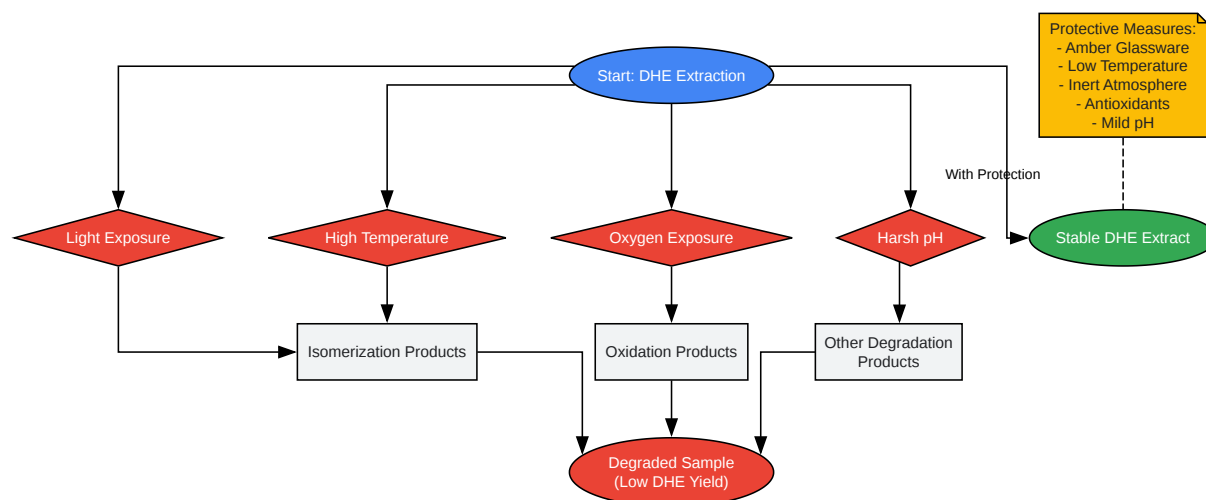 Protective Measures:
- Amber Glassware
- Low Temperature
- Inert Atmosphere
- Antioxidants
- Mild pH
Start: DHE Extraction
With Protection
Light Exposure
High Temperature
Oxygen Exposure
Harsh pH
Stable DHE Extract
Isomerization Products
Oxidation Products
Other Degradation
Products
Degraded Sample
(Low DHE Yield)